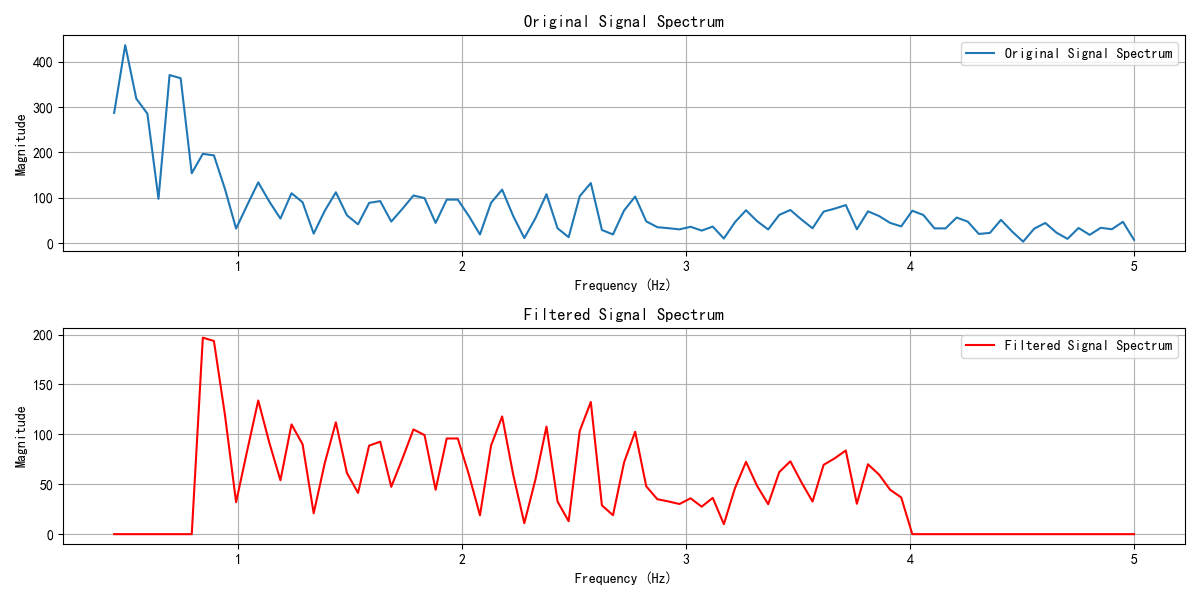 Original Signal Spectrum
Original Signal Spectrum
400
300
200
100
0
Magnitude
1 2 3 4 5
Frequency (Hz)
Filtered Signal Spectrum
Filtered Signal Spectrum
200
150
100
50
0
Magnitude
1 2 3 4 5
Frequency (Hz)